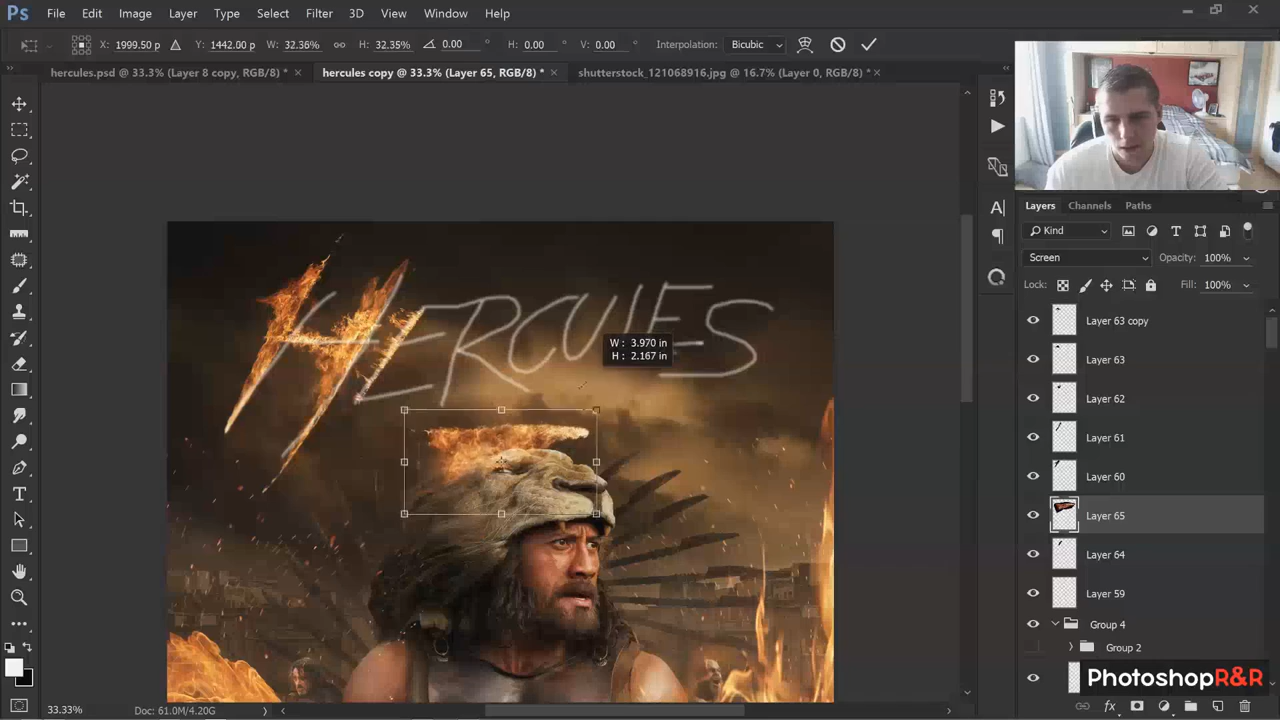 Ps File Edit Image Layer Type Select Filter 3D View Window Help
X: 1999.50 p Y: 1442.00 p W: 32.36% H: 32.35% 0.00 ° H: 0.00 ° V: 0.00 ° Interpolation: Bicubic
hercules.psd @ 33.3% (Layer 8 copy, RGB/8) * × hercules copy @ 33.3% (Layer 65, RGB/8) * × shutterstock_121068916.jpg @ 16.7% (Layer 0, RGB/8) * ×
Layers Channels Paths
Kind
Screen Opacity: 100%
Lock: Fill: 100%
HERCULES
W : 3.970 in
H : 2.167 in
Layer 63 copy
Layer 63
Layer 62
Layer 61
Layer 60
Layer 65
Layer 64
Layer 59
Group 4
Group 2
PhotoshopR&R
33.33% Doc: 61.0M/4.20G
fx